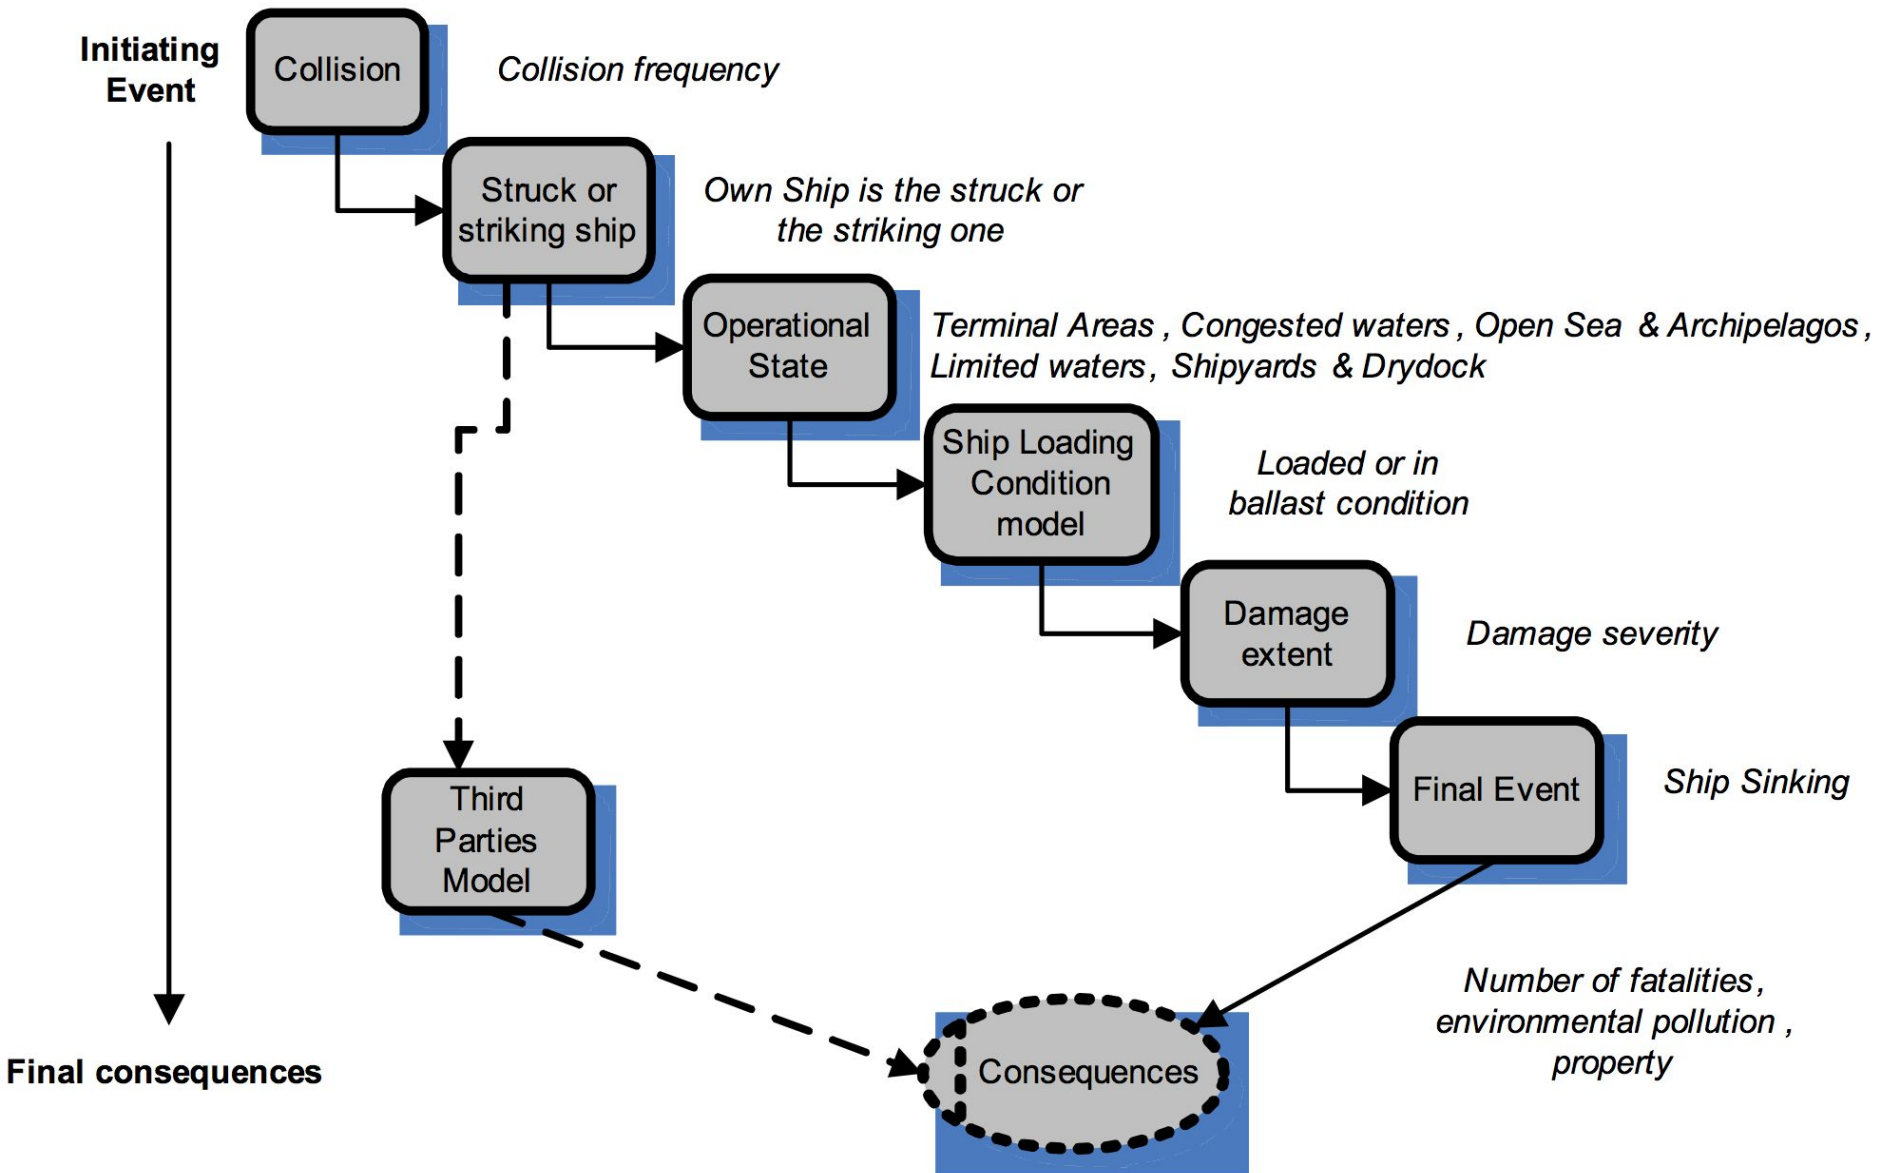 Initiating
Event
Collision
Collision frequency
Struck or
striking ship
Own Ship is the struck or
the striking one
Operational
State
Terminal Areas , Congested waters , Open Sea & Archipelagos ,
Limited waters , Shipyards & Drydock
Ship Loading
Condition
model
Loaded or in
ballast condition
Damage
extent
Damage severity
Final Event
Ship Sinking
Third
Parties
Model
Number of fatalities ,
environmental pollution ,
property
Final consequences
Consequences